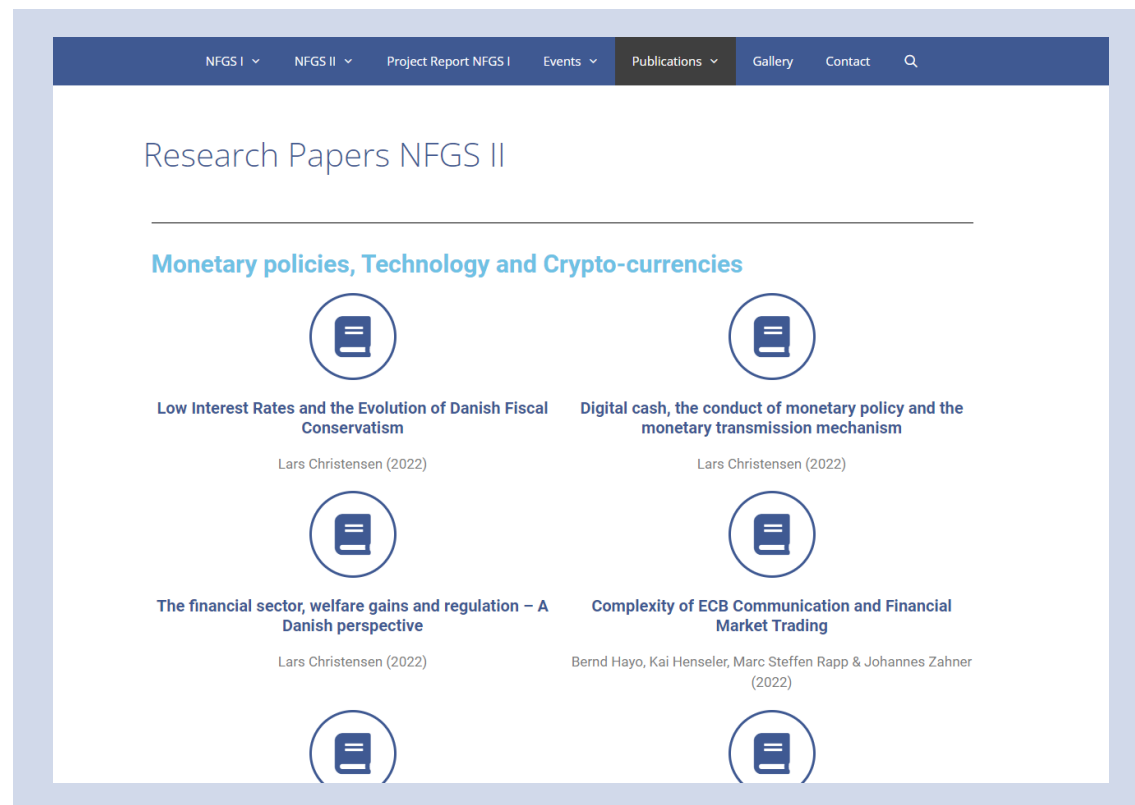 NFGS I NFGS II Project Report NFGS I Events Publications Gallery Contact
Research Papers NFGS II
Monetary policies, Technology and Crypto-currencies
Low Interest Rates and the Evolution of Danish Fiscal
Conservatism
Lars Christensen (2022)
Digital cash, the conduct of monetary policy and the
monetary transmission mechanism
Lars Christensen (2022)
The financial sector, welfare gains and regulation – A
Danish perspective
Lars Christensen (2022)
Complexity of ECB Communication and Financial
Market Trading
Bernd Hayo, Kai Henseler, Marc Steffen Rapp & Johannes Zahner
(2022)